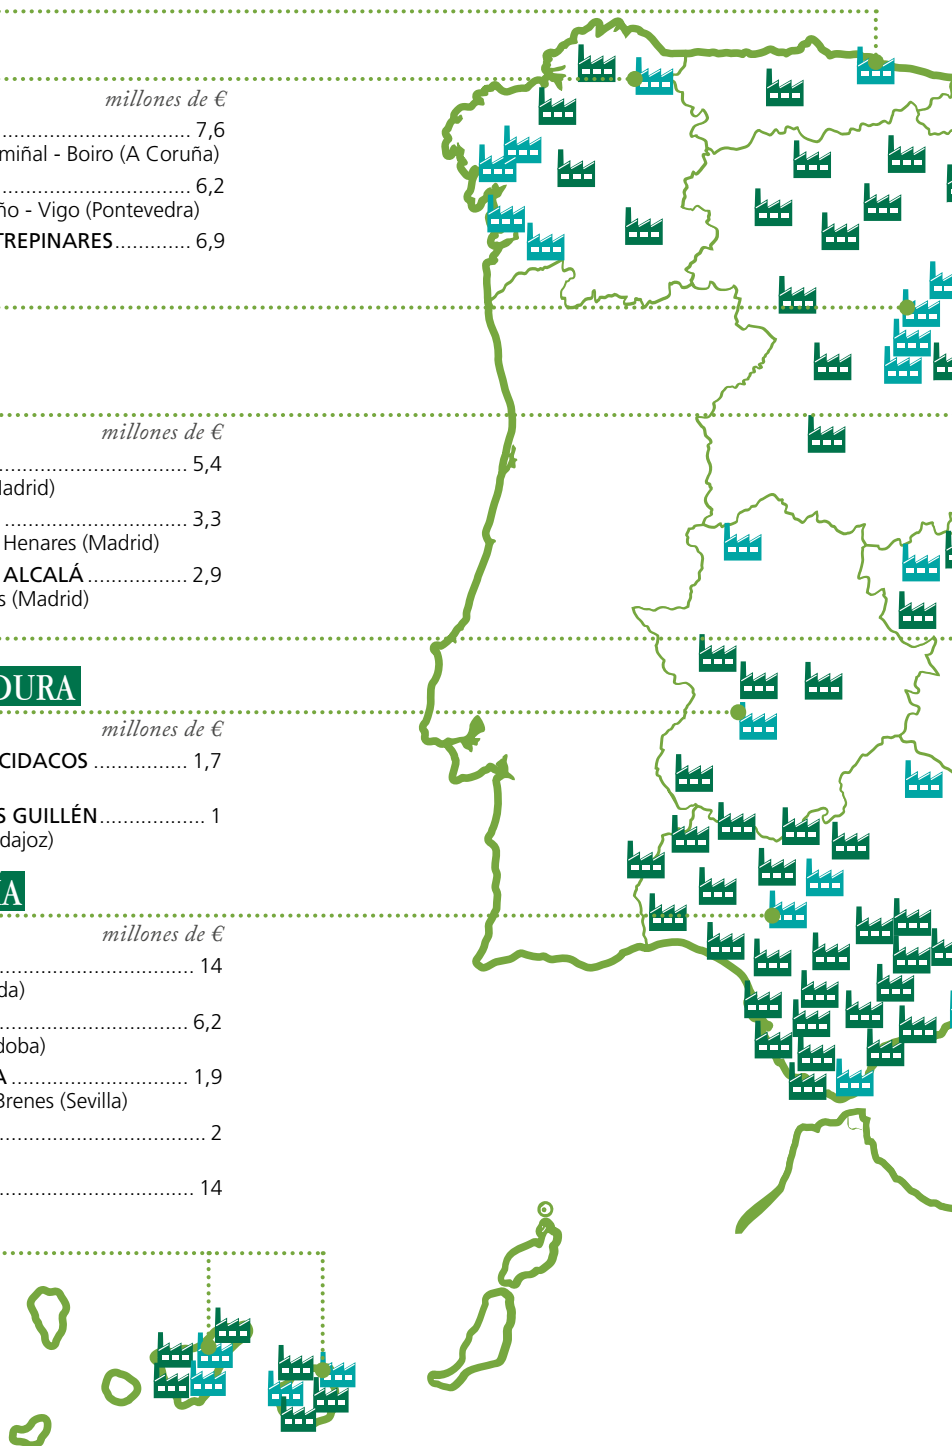 millones de €
7,6
miñal - Boiro (A Coruña)
6,2
ño - Vigo (Pontevedra)
TREPINARES 6,9
millones de €
5,4
Madrid)
3,3
Henares (Madrid)
ALCALÁ 2,9
s (Madrid)
DURA
millones de €
CIDACOS 1,7
S GUILLÉN 1
dajoz)
ÍA
millones de €
14
da)
6,2
doba)
A 1,9
Brenes (Sevilla)
2
14